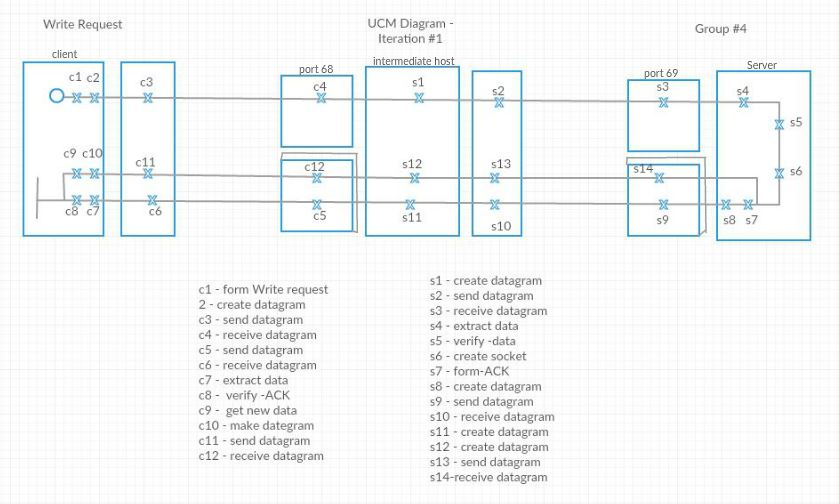 Write Request
UCM Diagram -
Iteration #1
Group #4
client
port 68
intermediate host
port 69
Server
c1 c2
c3
c4
s1
s2
s3
s4
s5
c9 c10
c11
c12
s12
s13
s14
s6
c8 c7
c6
c5
s11
s10
s9
s8 s7
c1 - form Write request
2 - create datagram
c3 - send datagram
c4 - receive datagram
c5 - send datagram
c6 - receive datagram
c7 - extract data
c8 - verify -ACK
c9 - get new data
c10 - make dategram
c11 - send datagram
c12 - receive datagram
s1 - create datagram
s2 - send datagram
s3 - receive datagram
s4 - extract data
s5 - verify -data
s6 - create socket
s7 - form-ACK
s8 - create datagram
s9 - send datagram
s10 - receive datagram
s11 - create datagram
s12 - create datagram
s13 - send datagram
s14-receive datagram